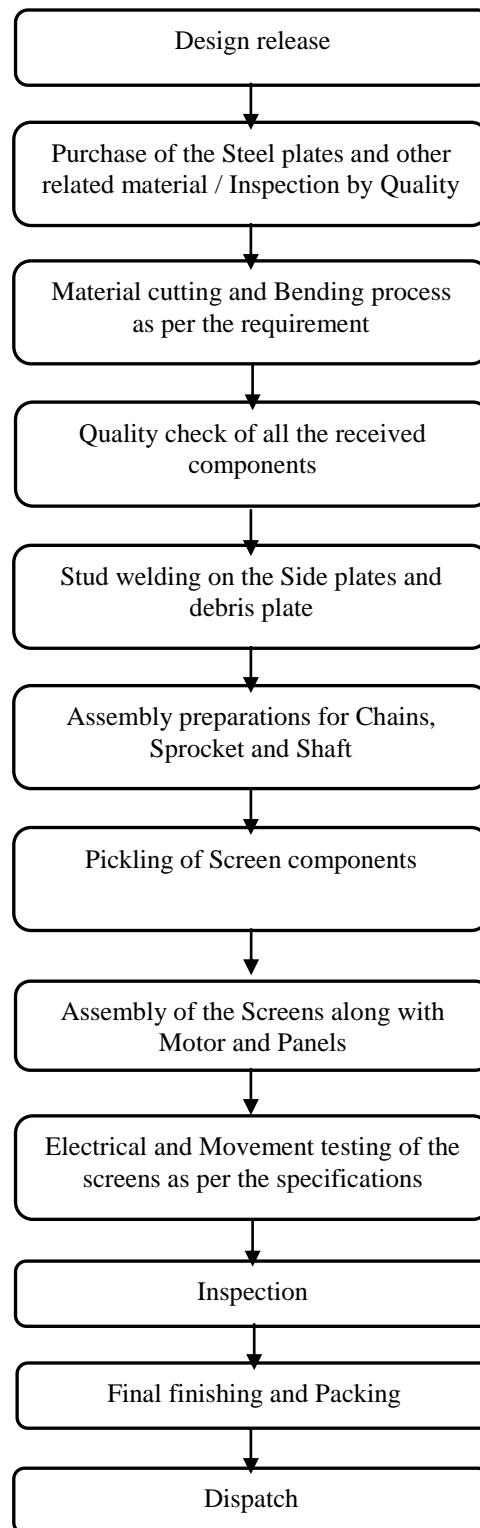 Design release
Purchase of the Steel plates and other
related material / Inspection by Quality
Material cutting and Bending process
as per the requirement
Quality check of all the received
components
Stud welding on the Side plates and
debris plate
Assembly preparations for Chains,
Sprocket and Shaft
Pickling of Screen components
Assembly of the Screens along with
Motor and Panels
Electrical and Movement testing of the
screens as per the specifications
Inspection
Final finishing and Packing
Dispatch